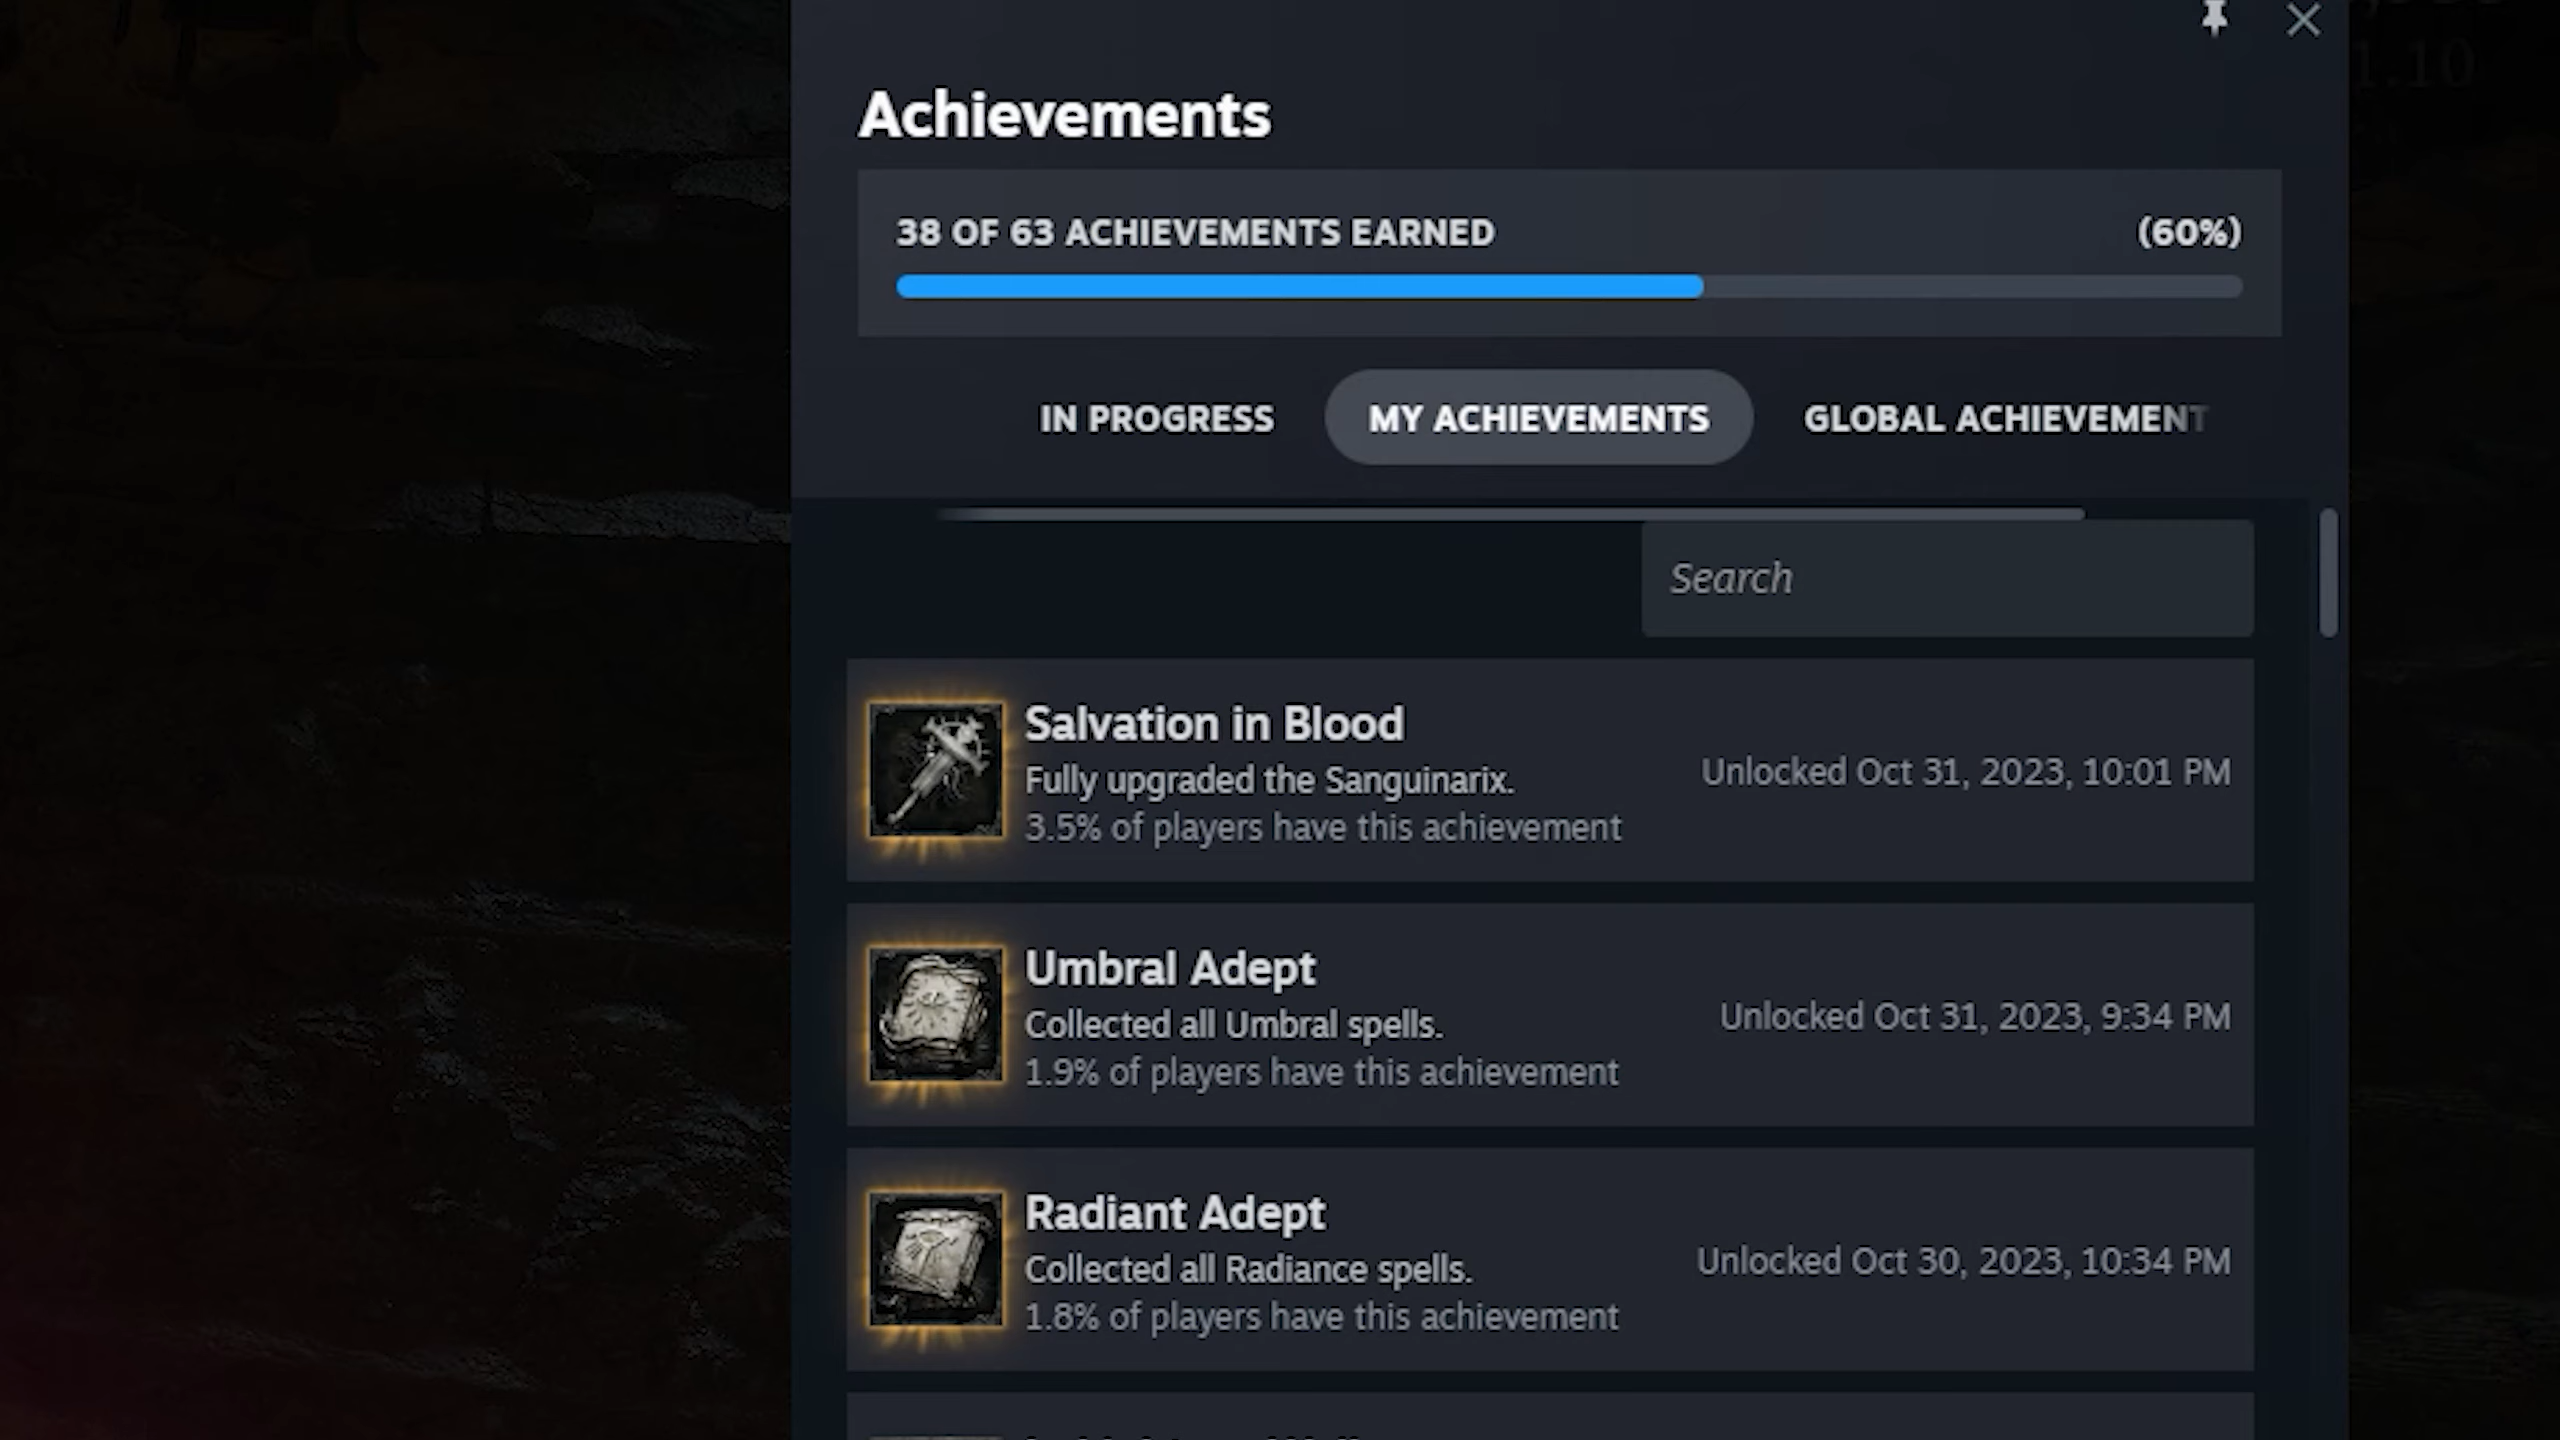 1.10
Achievements
38 OF 63 ACHIEVEMENTS EARNED
(60%)
IN PROGRESS
MY ACHIEVEMENTS
GLOBAL ACHIEVEMENT
Search
Salvation in Blood
Fully upgraded the Sanguinarix.
3.5% of players have this achievement
Unlocked Oct 31, 2023, 10:01 PM
Umbral Adept
Collected all Umbral spells.
1.9% of players have this achievement
Unlocked Oct 31, 2023, 9:34 PM
Radiant Adept
Collected all Radiance spells.
1.8% of players have this achievement
Unlocked Oct 30, 2023, 10:34 PM